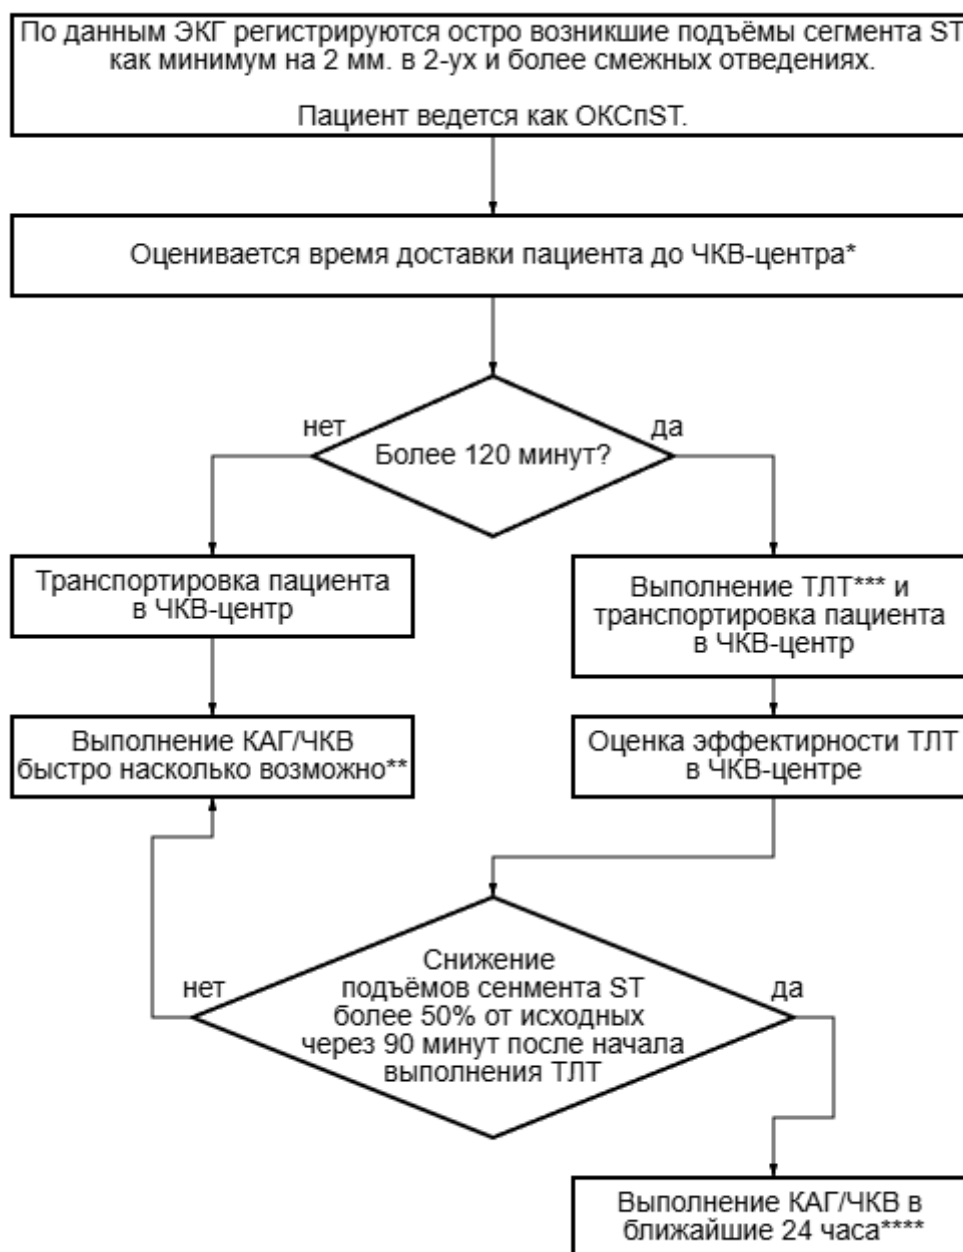 По данным ЭКГ регистрируются остро возникшие подъёмы сегмента ST
как минимум на 2 мм. в 2-ух и более смежных отведениях.
Пациент ведется как ОКСпST.
Оценивается время доставки пациента до ЧКВ-центра*
нет
да
Более 120 минут?
Транспортировка пациента
в ЧКВ-центр
Выполнение ТЛТ*** и
транспортировка пациента
в ЧКВ-центр
Выполнение КАГ/ЧКВ
быстро насколько возможно**
Оценка эффектирности ТЛТ
в ЧКВ-центре
нет
да
Снижение
подъёмов сенмента ST
более 50% от исходных
через 90 минут после начала
выполнения ТЛТ
Выполнение КАГ/ЧКВ в
ближайшие 24 часа****